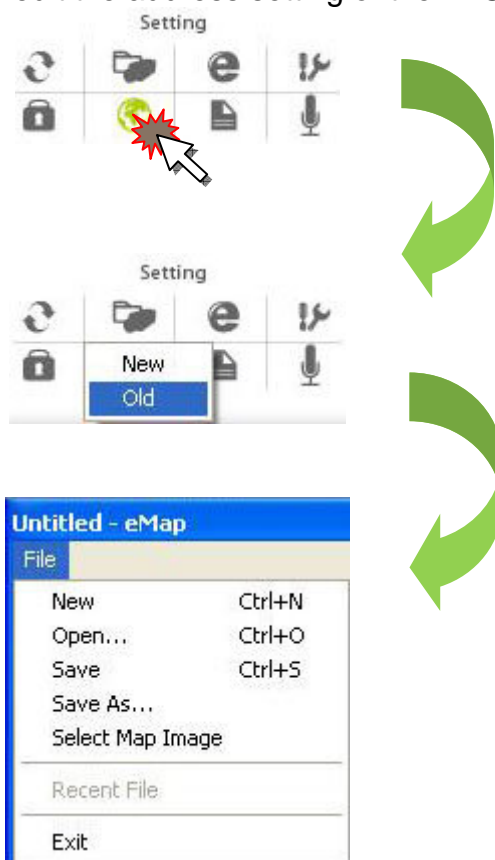 Setting
Setting
New
Old
Untitled - eMap
File
New Ctrl+N
Open... Ctrl+O
Save Ctrl+S
Save As...
Select Map Image
Recent File
Exit